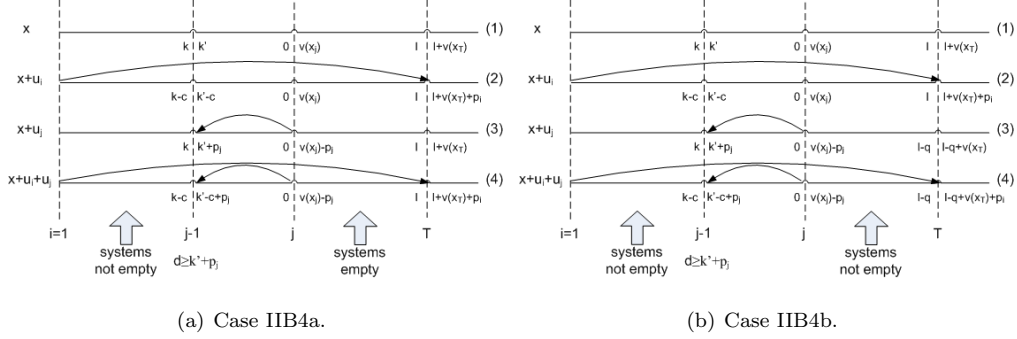 x (1)
k k' 0 v(xj) l l+v(xT)
x+ui (2)
k-c k'-c 0 v(xj) l l+v(xT)+pi
x+uj (3)
k k'+pj 0 v(xj)-pj l l+v(xT)
x+ui+uj (4)
k-c k'-c+pj 0 v(xj)-pj l l+v(xT)+pi
i=1 j-1 j T
systems
not empty
d≥k'+pj
systems
empty
(a) Case IIB4a.
x (1)
k k' 0 v(xj) l l+v(xT)
x+ui (2)
k-c k'-c 0 v(xj) l l+v(xT)+pi
x+uj (3)
k k'+pj 0 v(xj)-pj l-q l-q+v(xT)
x+ui+uj (4)
k-c k'-c+pj 0 v(xj)-pj l-q l-q+v(xT)+pi
i=1 j-1 j T
systems
not empty
d≥k'+pj
systems
not empty
(b) Case IIB4b.